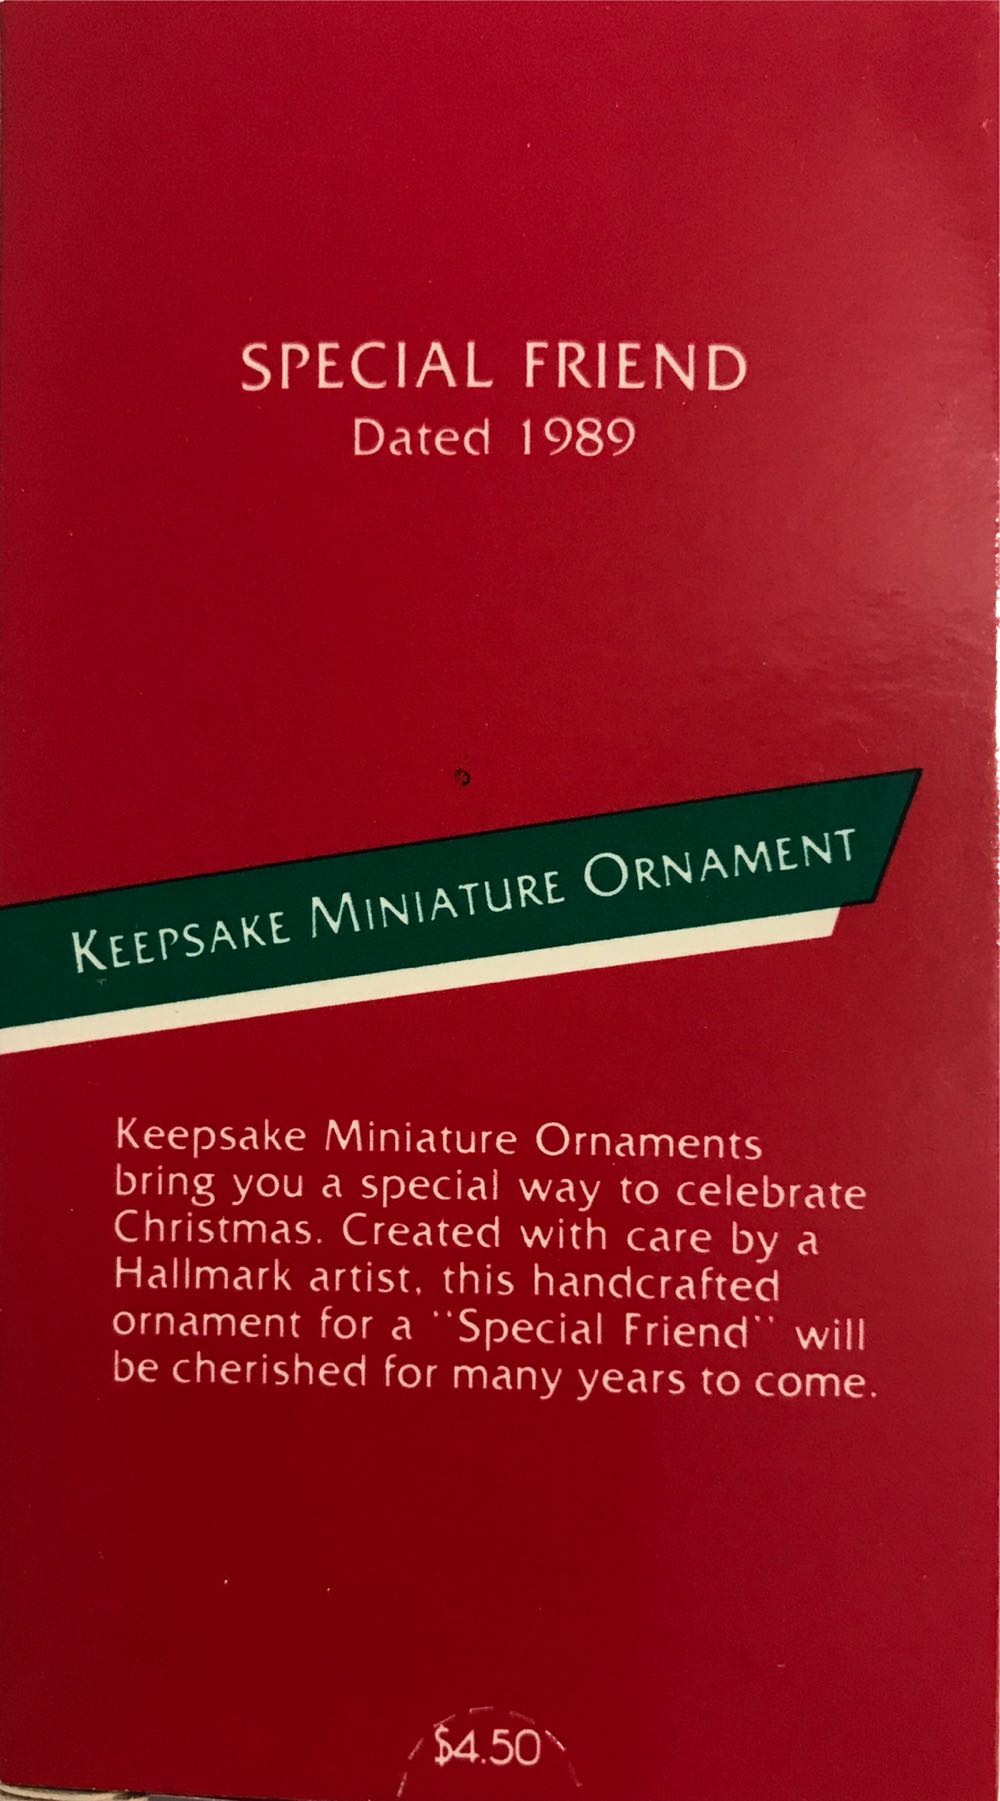 SPECIAL FRIEND
Dated 1989
KEEPSAKE MINIATURE ORNAMENT
Keepsake Miniature Ornaments
bring you a special way to celebrate
Christmas. Created with care by a
Hallmark artist, this handcrafted
ornament for a "Special Friend" will
be cherished for many years to come.
$4.50